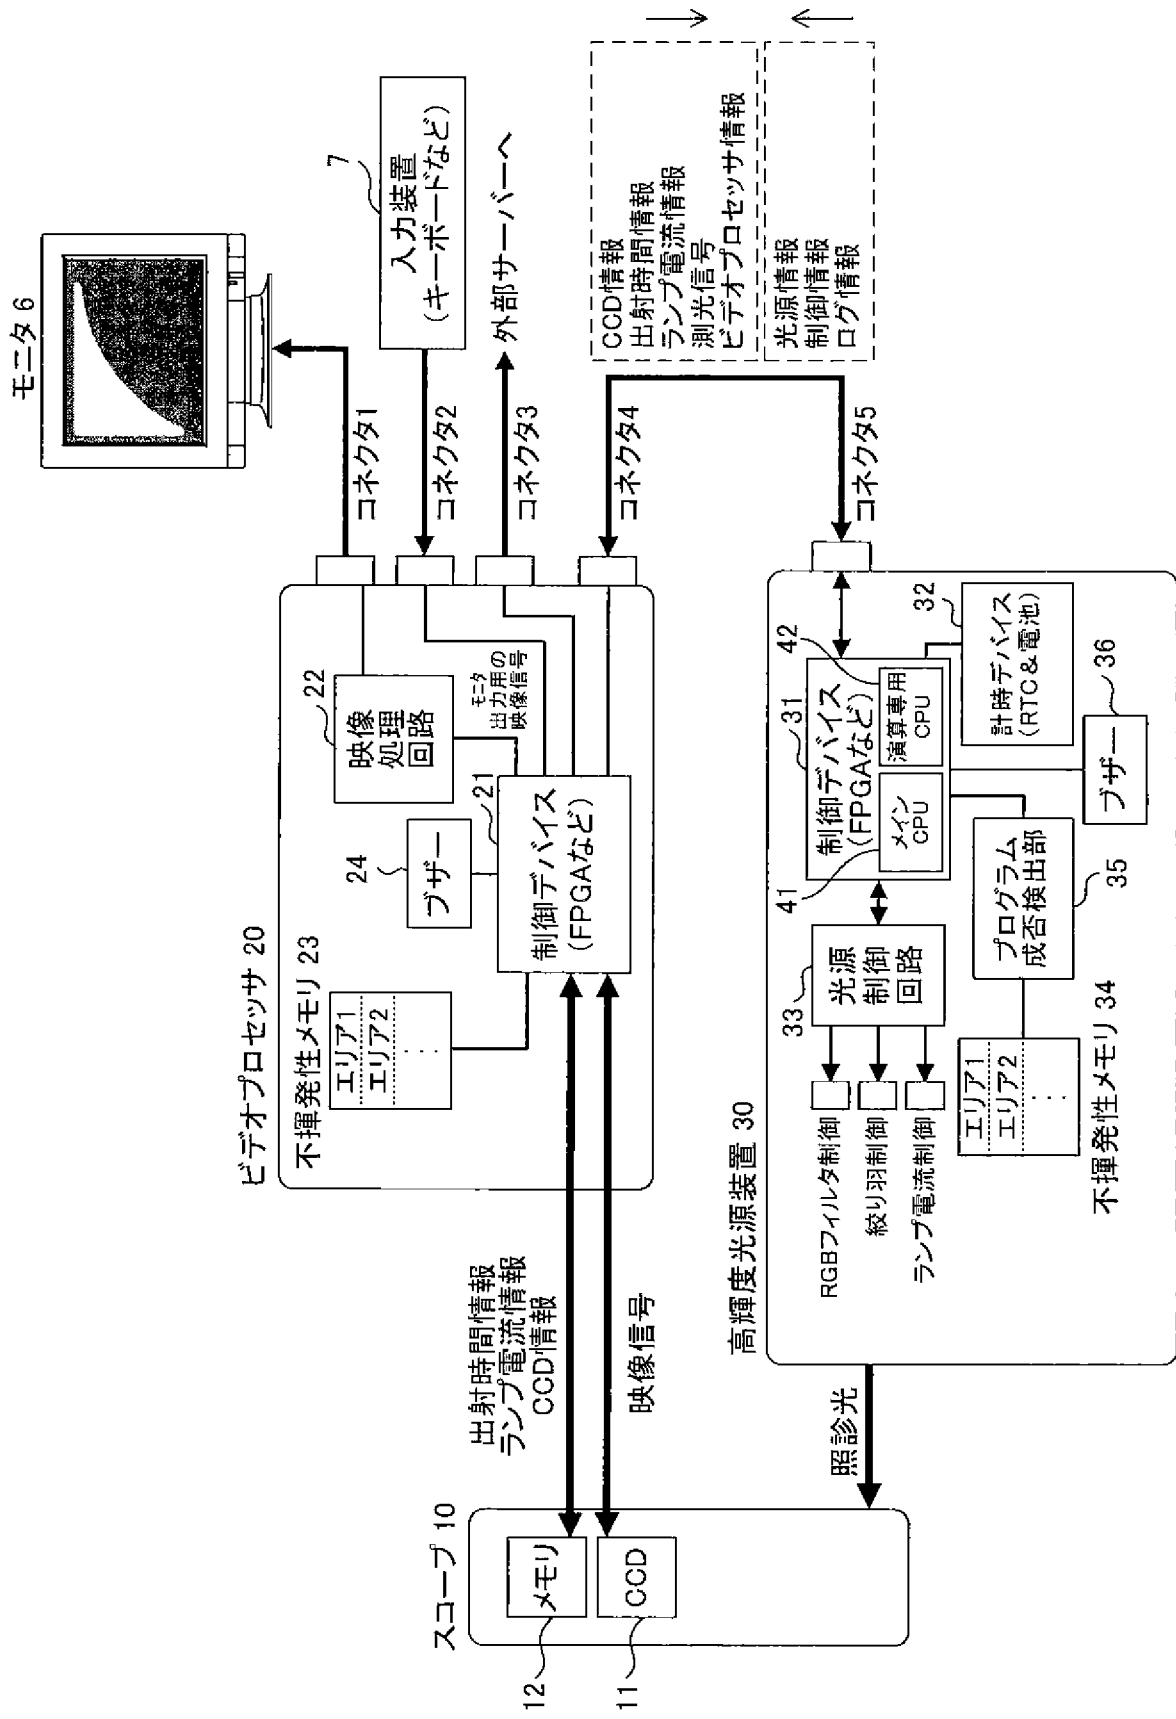 モニタ 6
7
入力装置
(キーボードなど)
外部サーバーへ
コネクタ1
コネクタ2
コネクタ3
コネクタ4
コネクタ5
CCD情報
出射時間情報
ランプ電流情報
測光信号
ビデオプロセッサ情報
光源情報
制御情報
ログ情報
ビデオプロセッサ 20
不揮発性メモリ 23
エリア1
エリア2
⋮
24
ブザー
22
映像
処理
回路
モニタ
出力用の
映像信号
21
制御デバイス
(FPGAなど)
出射時間情報
ランプ電流情報
CCD情報
映像信号
スコープ 10
メモリ
12
CCD
11
照診光
高輝度光源装置 30
RGBフィルタ制御
絞り羽制御
ランプ電流制御
33
光源
制御
回路
31
制御デバイス
(FPGAなど)
41
メイン
CPU
42
演算専用
CPU
32
計時デバイス
(RTC&電池)
36
ブザー
プログラム
成否検出部
35
エリア1
エリア2
⋮
不揮発性メモリ 34